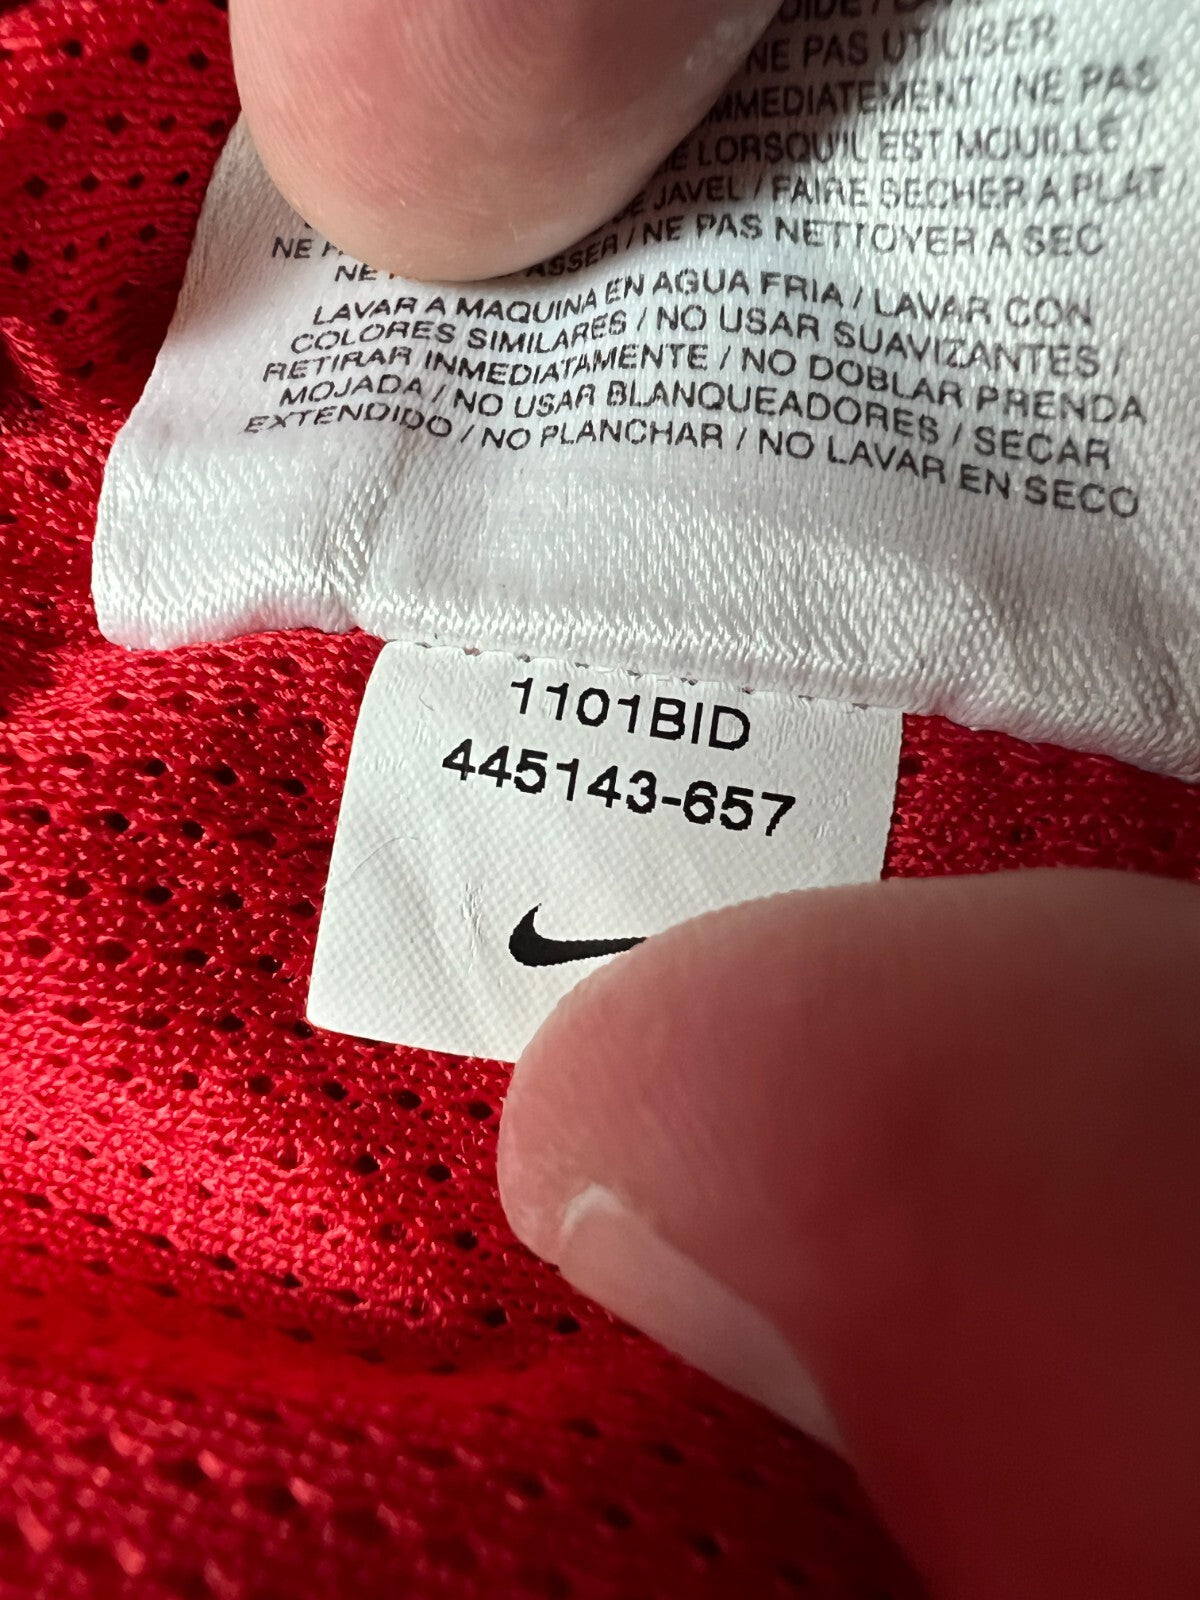 NE PAS UTILISER
IMMEDIATEMENT / NE PAS
LORSQU'IL EST MOUILLE /
JAVEL / FAIRE SECHER A PLAT
NE / NE PAS NETTOYER A SEC
NE
LAVAR A MAQUINA EN AGUA FRIA / LAVAR CON
COLORES SIMILARES / NO USAR SUAVIZANTES /
RETIRAR INMEDIATAMENTE / NO DOBLAR PRENDA
MOJADA / NO USAR BLANQUEADORES / SECAR
EXTENDIDO / NO PLANCHAR / NO LAVAR EN SECO
1101BID
445143-657